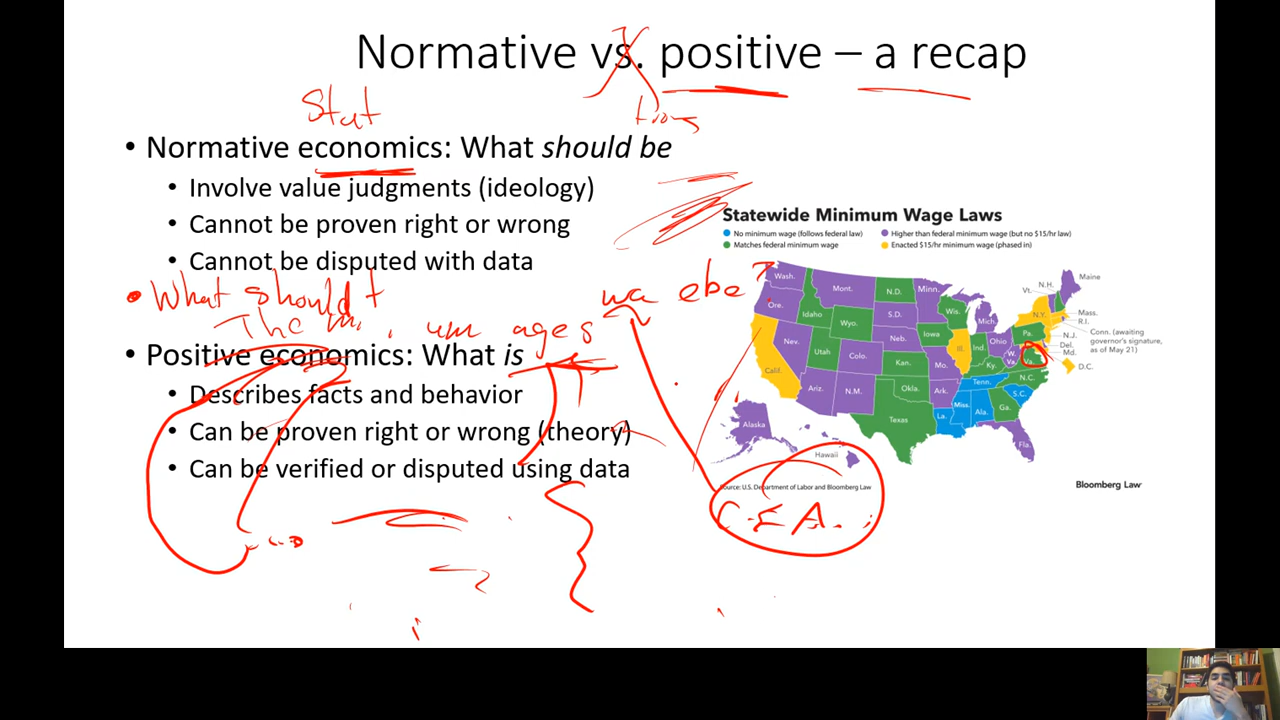 Normative vs. positive – a recap
Stat
• Normative economics: What should be
• Involve value judgments (ideology)
• Cannot be proven right or wrong
• Cannot be disputed with data
• What should
The
ages
• Positive economics: What is
• Describes facts and behavior
• Can be proven right or wrong (theory)
• Can be verified or disputed using data
Statewide Minimum Wage Laws
No minimum wage (follows federal law)
Higher than federal minimum wage (but no $15/hr law)
Matches federal minimum wage
Enacted $15/hr minimum wage (phased in)
Wash.
Ore.
Calif.
Nev.
Idaho
Mont.
Wyo.
Utah
Ariz.
Colo.
N.M.
N.D.
S.D.
Neb.
Kan.
Okla.
Texas
Minn.
Iowa
Mo.
Ark.
La.
Wis.
Ill.
Mich.
Ind.
Ohio
Ky.
Tenn.
Miss.
Ala.
Ga.
Fla.
S.C.
N.C.
Va.
W. Va.
Pa.
N.Y.
Vt.
N.H.
Maine
Mass.
R.I.
Conn. (awaiting
governor's signature,
as of May 21)
N.J.
Del.
Md.
D.C.
Alaska
Hawaii
Source: U.S. Department of Labor and Bloomberg Law
Bloomberg Law
C.E.A.